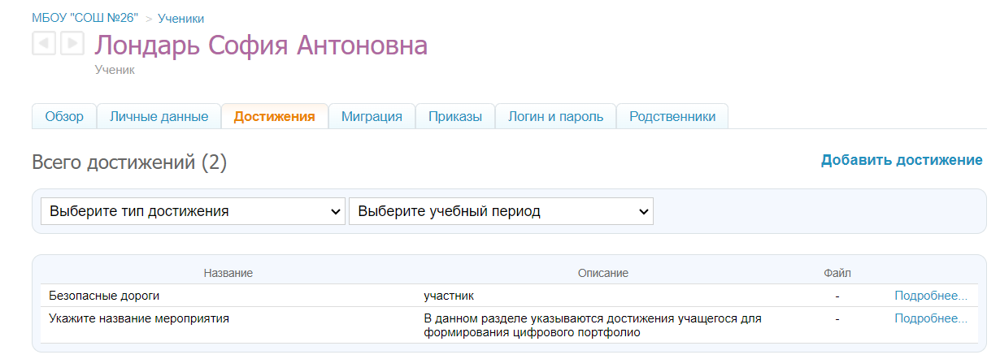 МБОУ "СОШ №26" > Ученики
Лондарь София Антоновна
Ученик
Обзор Личные данные Достижения Миграция Приказы Логин и пароль Родственники
Всего достижений (2) Добавить достижение
Выберите тип достижения Выберите учебный период
Название Описание Файл
Безопасные дороги участник - Подробнее...
Укажите название мероприятия В данном разделе указываются достижения учащегося для - Подробнее...
формирования цифрового портфолио